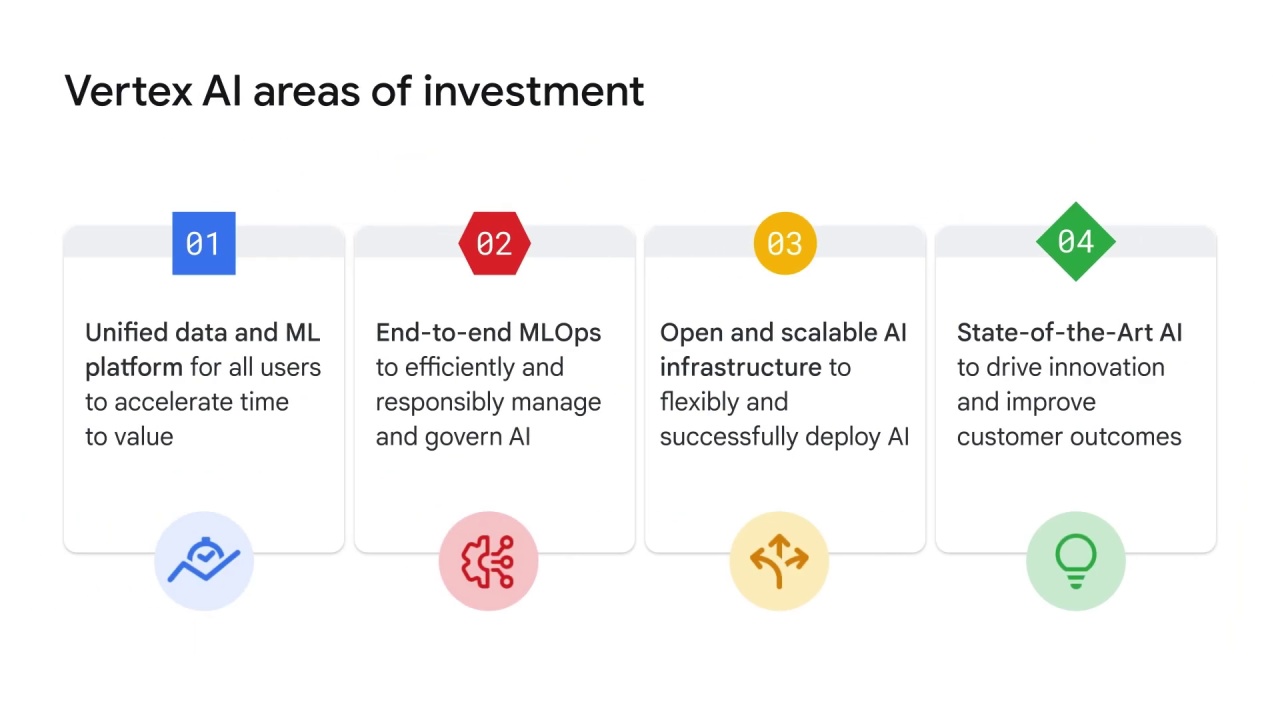 Vertex AI areas of investment
01
Unified data and ML
platform for all users
to accelerate time
to value
02
End-to-end MLOps
to efficiently and
responsibly manage
and govern AI
03
Open and scalable AI
infrastructure to
flexibly and
successfully deploy AI
04
State-of-the-Art AI
to drive innovation
and improve
customer outcomes